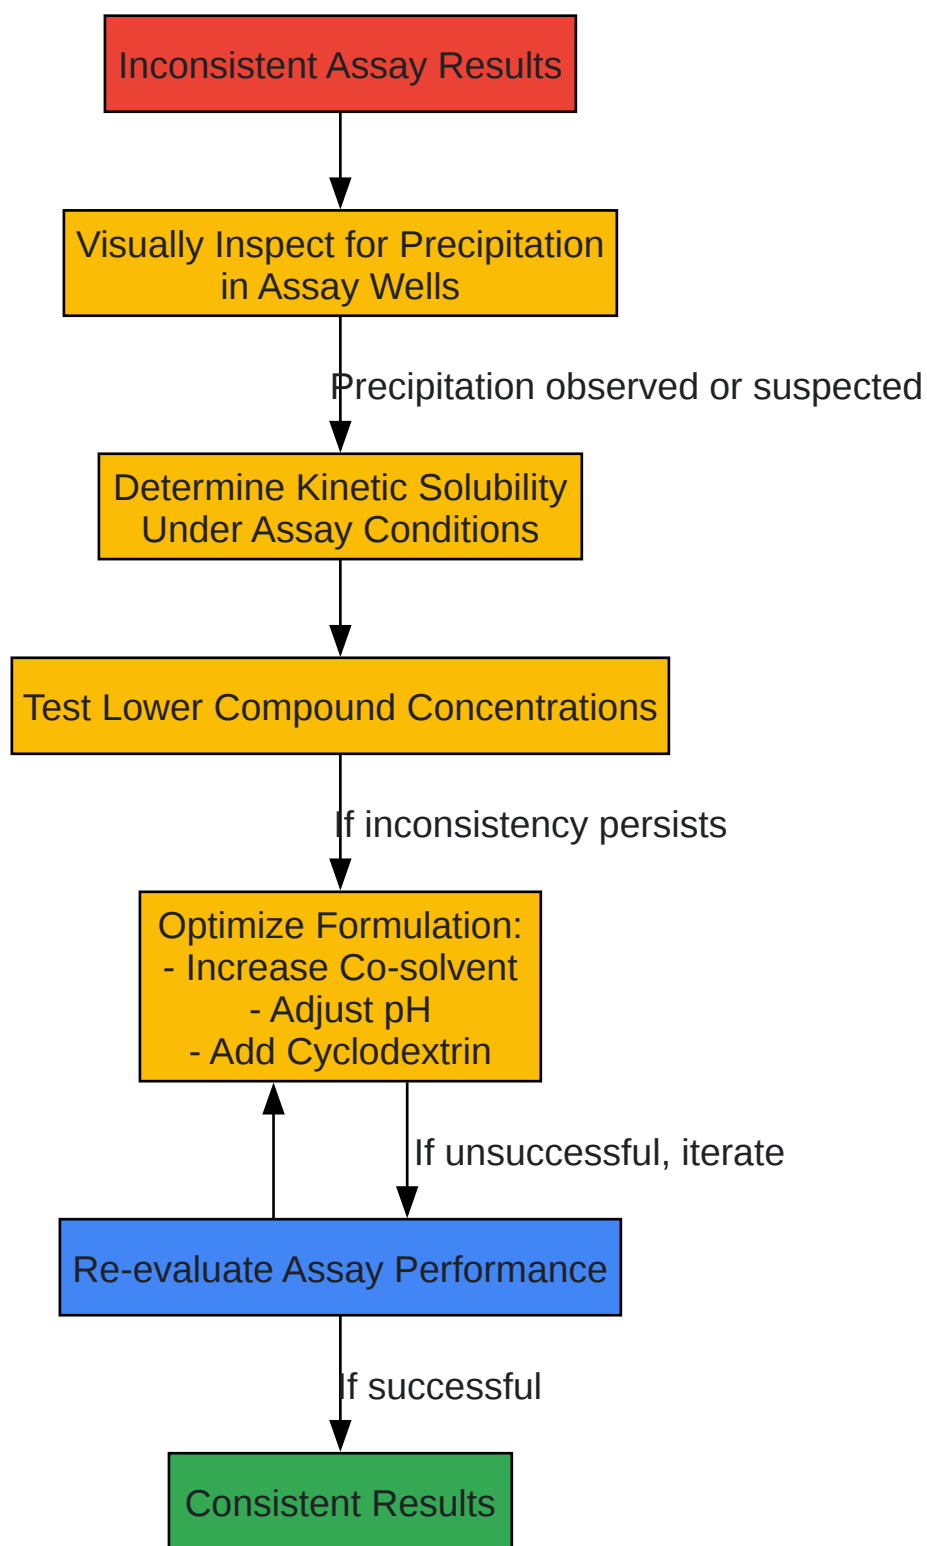 Inconsistent Assay Results
Visually Inspect for Precipitation
in Assay Wells
Precipitation observed or suspected
Determine Kinetic Solubility
Under Assay Conditions
Test Lower Compound Concentrations
If inconsistency persists
Optimize Formulation:
- Increase Co-solvent
- Adjust pH
- Add Cyclodextrin
If unsuccessful, iterate
Re-evaluate Assay Performance
If successful
Consistent Results